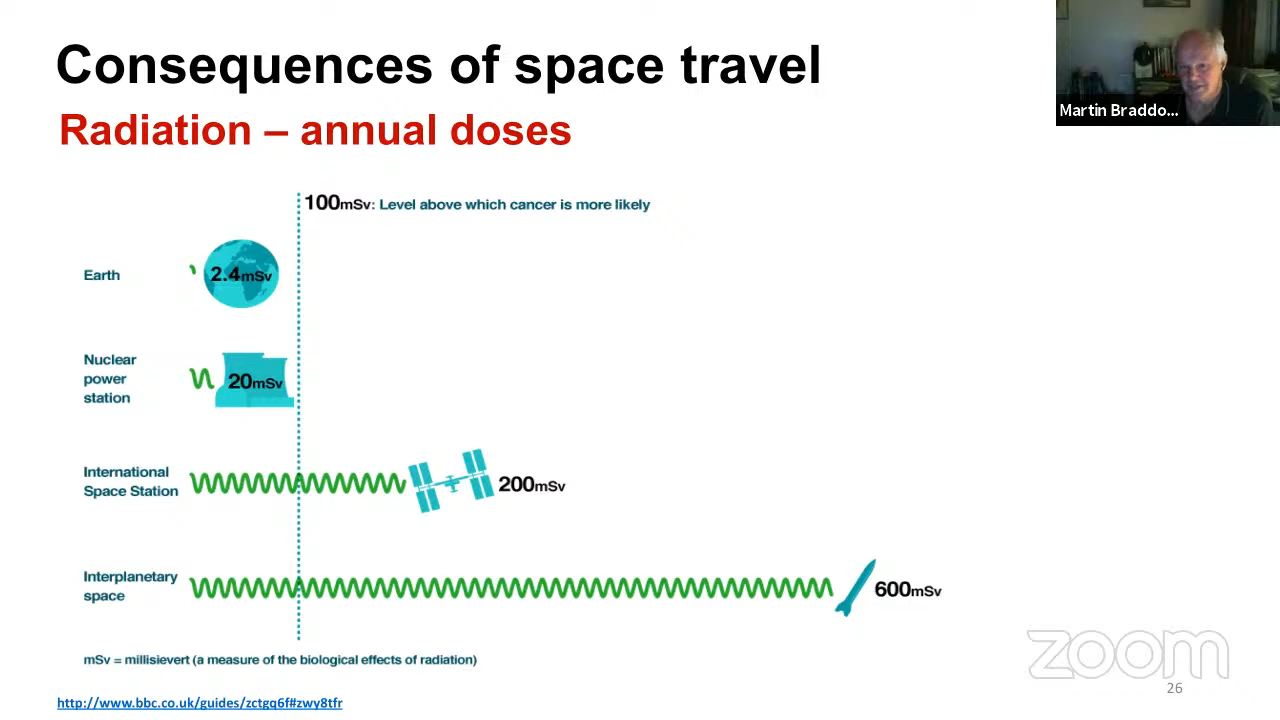 Consequences of space travel
Radiation – annual doses
Martin Braddo...
100mSv: Level above which cancer is more likely
Earth
2.4mSv
Nuclear
power
station
20mSv
International
Space Station
200mSv
Interplanetary
space
600mSv
mSv = millisievert (a measure of the biological effects of radiation)
http://www.bbc.co.uk/guides/zctgq6f#zwy8tfr
zoom
26